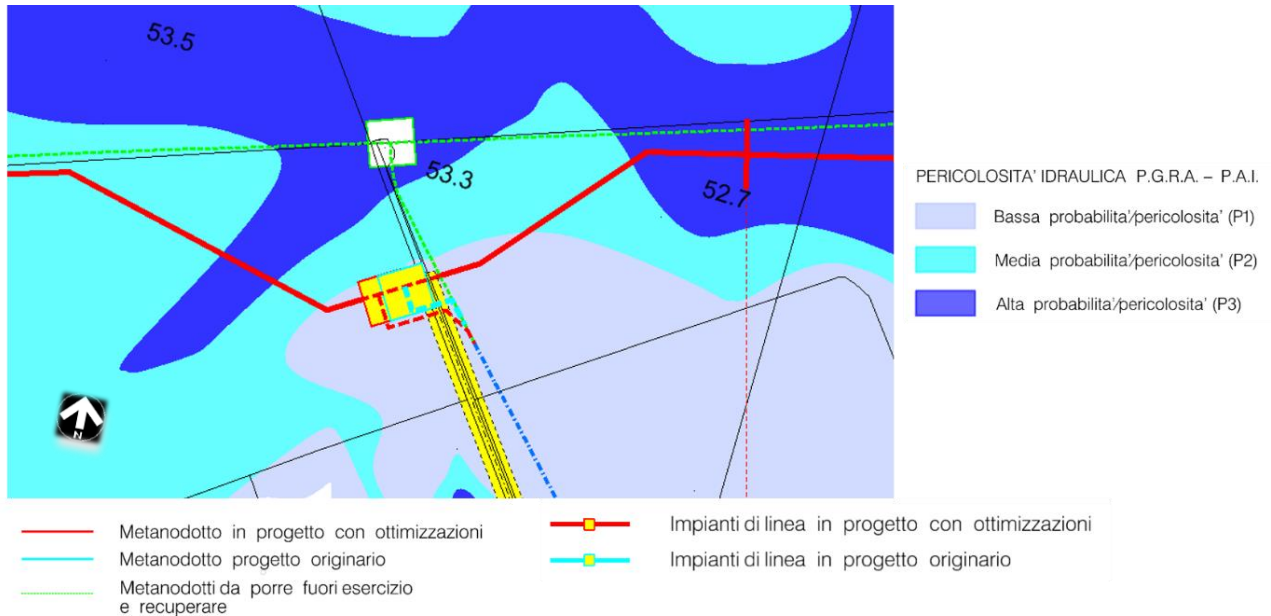 53.5
53.3
52.7
N
PERICOLOSITA' IDRAULICA P.G.R.A. – P.A.I.
Bassa probabilita'/pericolosita' (P1)
Media probabilita'/pericolosita' (P2)
Alta probabilita'/pericolosita' (P3)
Metanodotto in progetto con ottimizzazioni
Metanodotto progetto originario
Metanodotti da porre fuori esercizio
e recuperare
Impianti di linea in progetto con ottimizzazioni
Impianti di linea in progetto originario